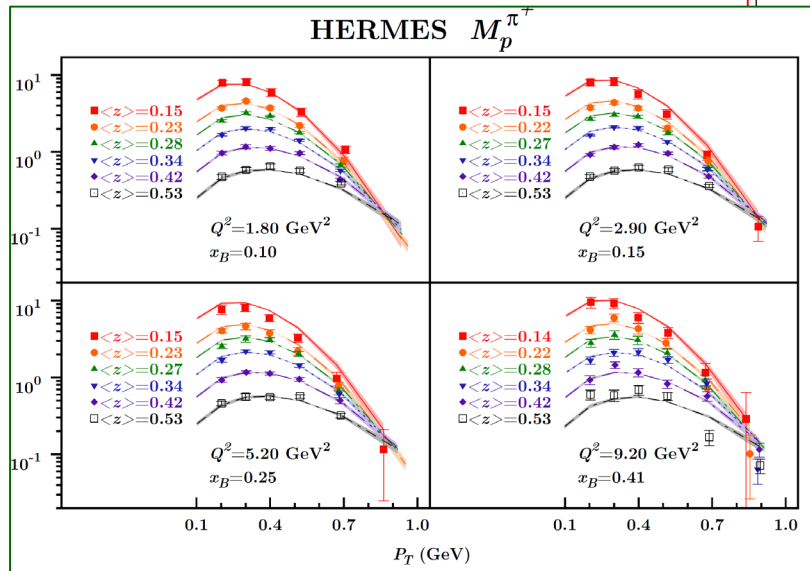 HERMES M_p^{π^+}
10^1
10^0
10^{-1}
<z>=0.15
<z>=0.23
<z>=0.28
<z>=0.34
<z>=0.42
<z>=0.53
Q^2=1.80 GeV^2
x_B=0.10
<z>=0.15
<z>=0.22
<z>=0.27
<z>=0.34
<z>=0.42
<z>=0.53
Q^2=2.90 GeV^2
x_B=0.15
10^1
10^0
10^{-1}
<z>=0.15
<z>=0.23
<z>=0.27
<z>=0.34
<z>=0.42
<z>=0.53
Q^2=5.20 GeV^2
x_B=0.25
<z>=0.14
<z>=0.22
<z>=0.28
<z>=0.34
<z>=0.42
<z>=0.53
Q^2=9.20 GeV^2
x_B=0.41
0.1 0.4 0.7 1.0 0.1 0.4 0.7 1.0
P_T (GeV)